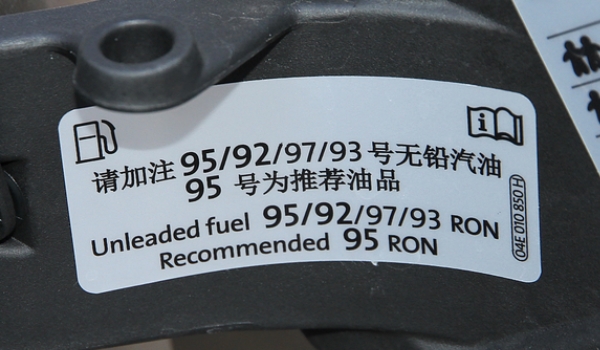 请加注 95/92/97/93 号无铅汽油
95 号为推荐油品
Unleaded fuel 95/92/97/93 RON
Recommended 95 RON
04E 010 850 H